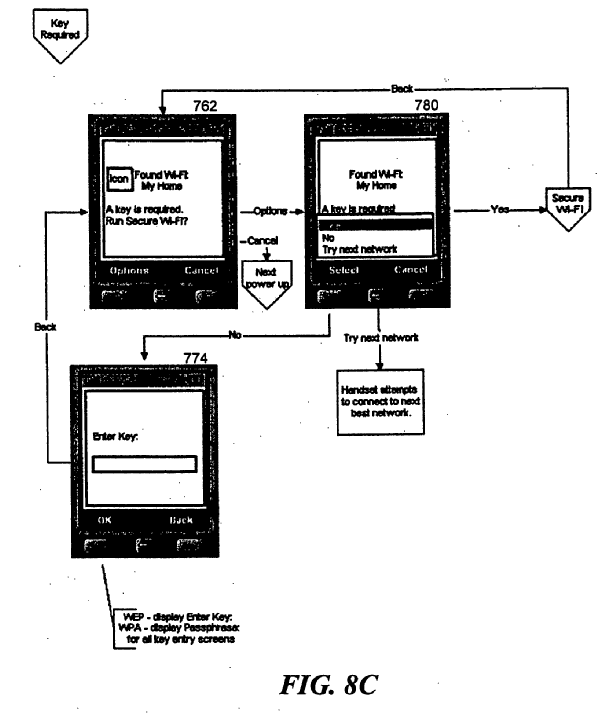 Key
Required
Back
762
780
Icon
Found Wi-Fi:
My Home
A key is required.
Run Secure Wi-Fi?
Options
Cancel
Options
Cancel
Next
power up
Found Wi-Fi:
My Home
A key is required
No
Try next network
Select
Cancel
Yes
Secure
Wi-Fi
Back
No
Try next network
Handset attempts
to connect to next
best network.
774
Enter Key:
OK
Back
WEP - display Enter Key:
WPA - display Passphrase:
for all key entry screens
FIG. 8C